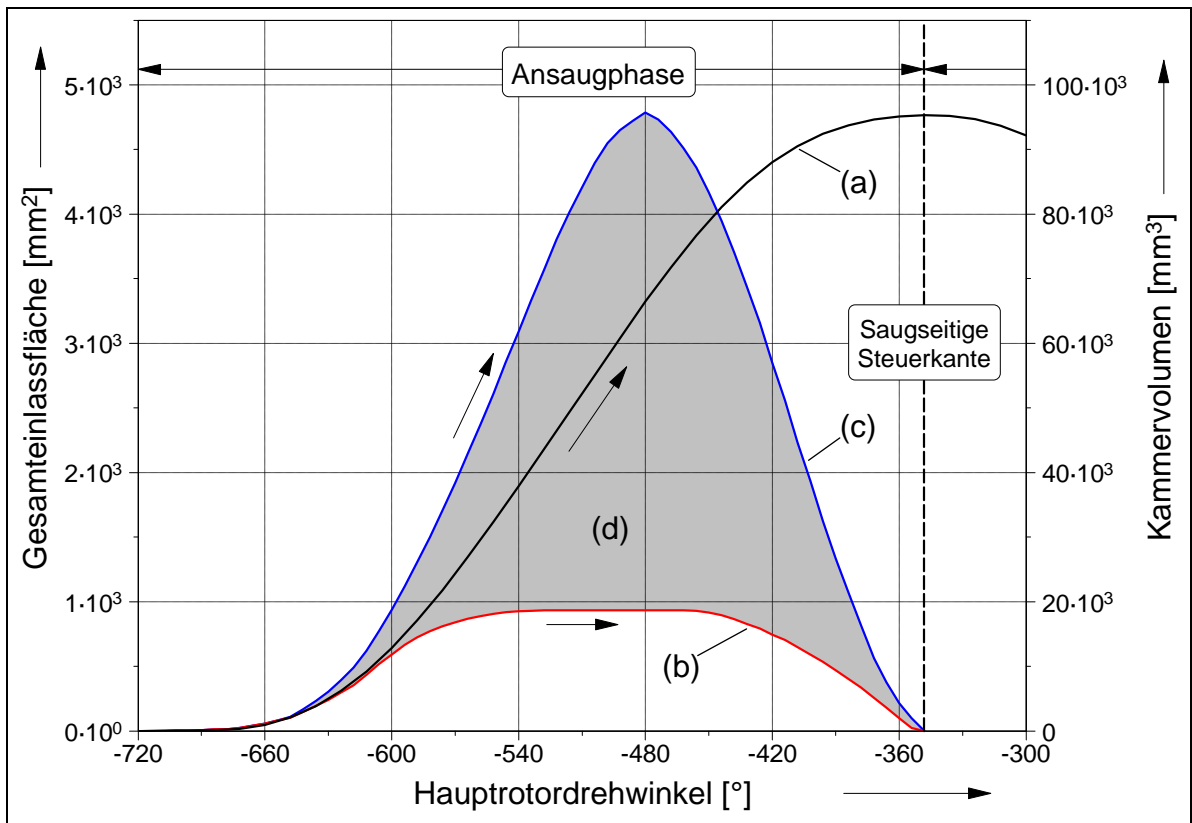 Ansaugphase
Gesamteinlassfläche [mm²]
5·10³
4·10³
3·10³
2·10³
1·10³
0·10⁰
Kammervolumen [mm³]
100·10³
80·10³
60·10³
40·10³
20·10³
0
(a)
Saugseitige
Steuerkante
(c)
(d)
(b)
-720 -660 -600 -540 -480 -420 -360 -300
Hauptrotordrehwinkel [°]